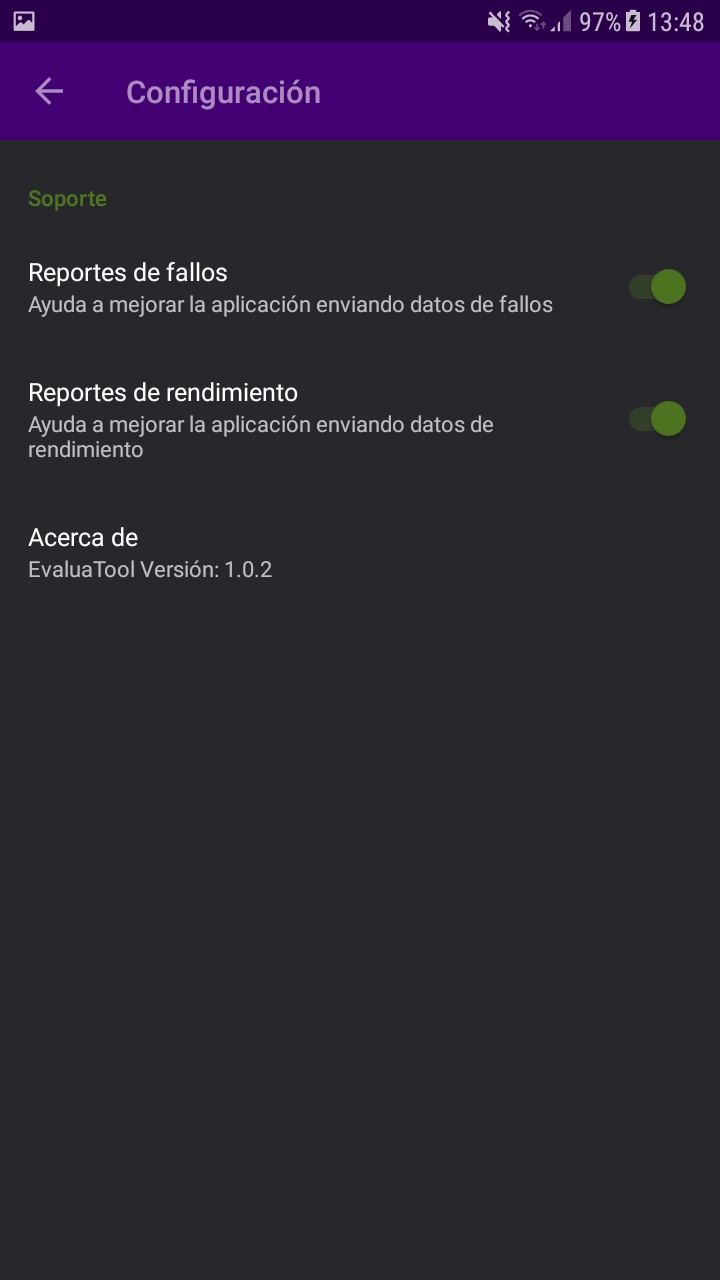 97% 13:48
Configuración
Soporte
Reportes de fallos
Ayuda a mejorar la aplicación enviando datos de fallos
Reportes de rendimiento
Ayuda a mejorar la aplicación enviando datos de
rendimiento
Acerca de
EvaluaTool Versión: 1.0.2